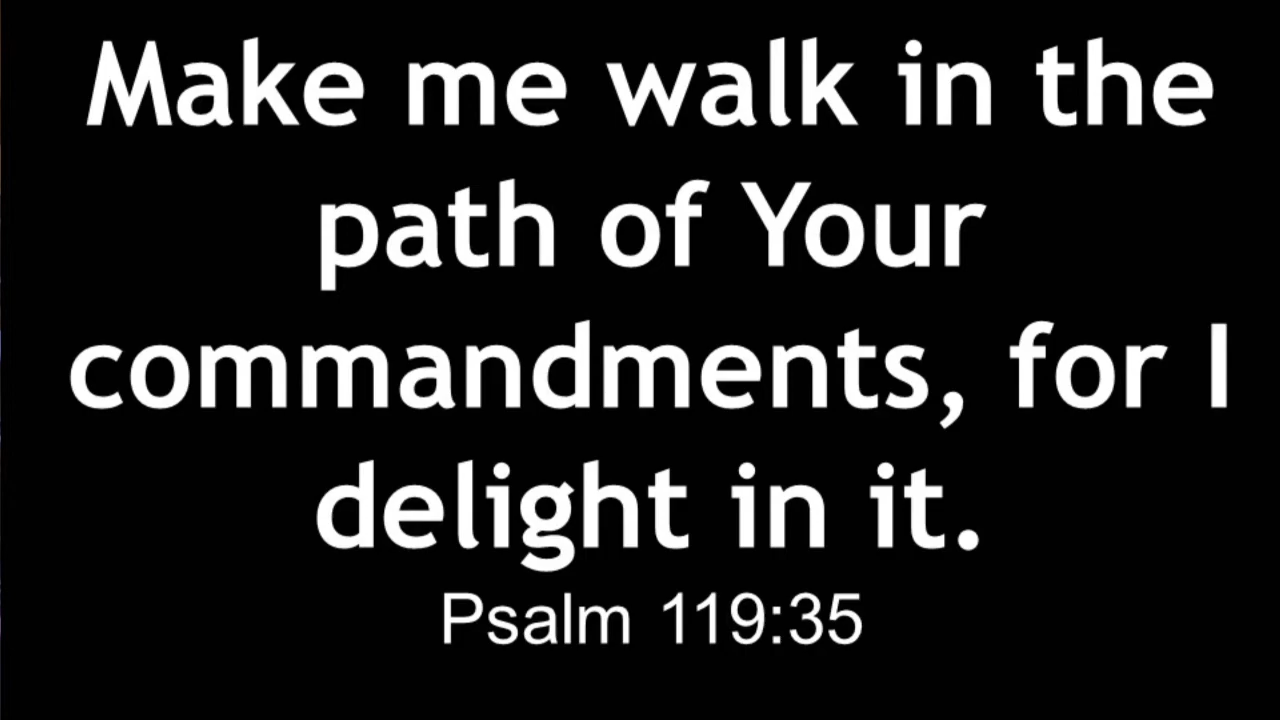 Make me walk in the
path of Your
commandments, for I
delight in it.
Psalm 119:35